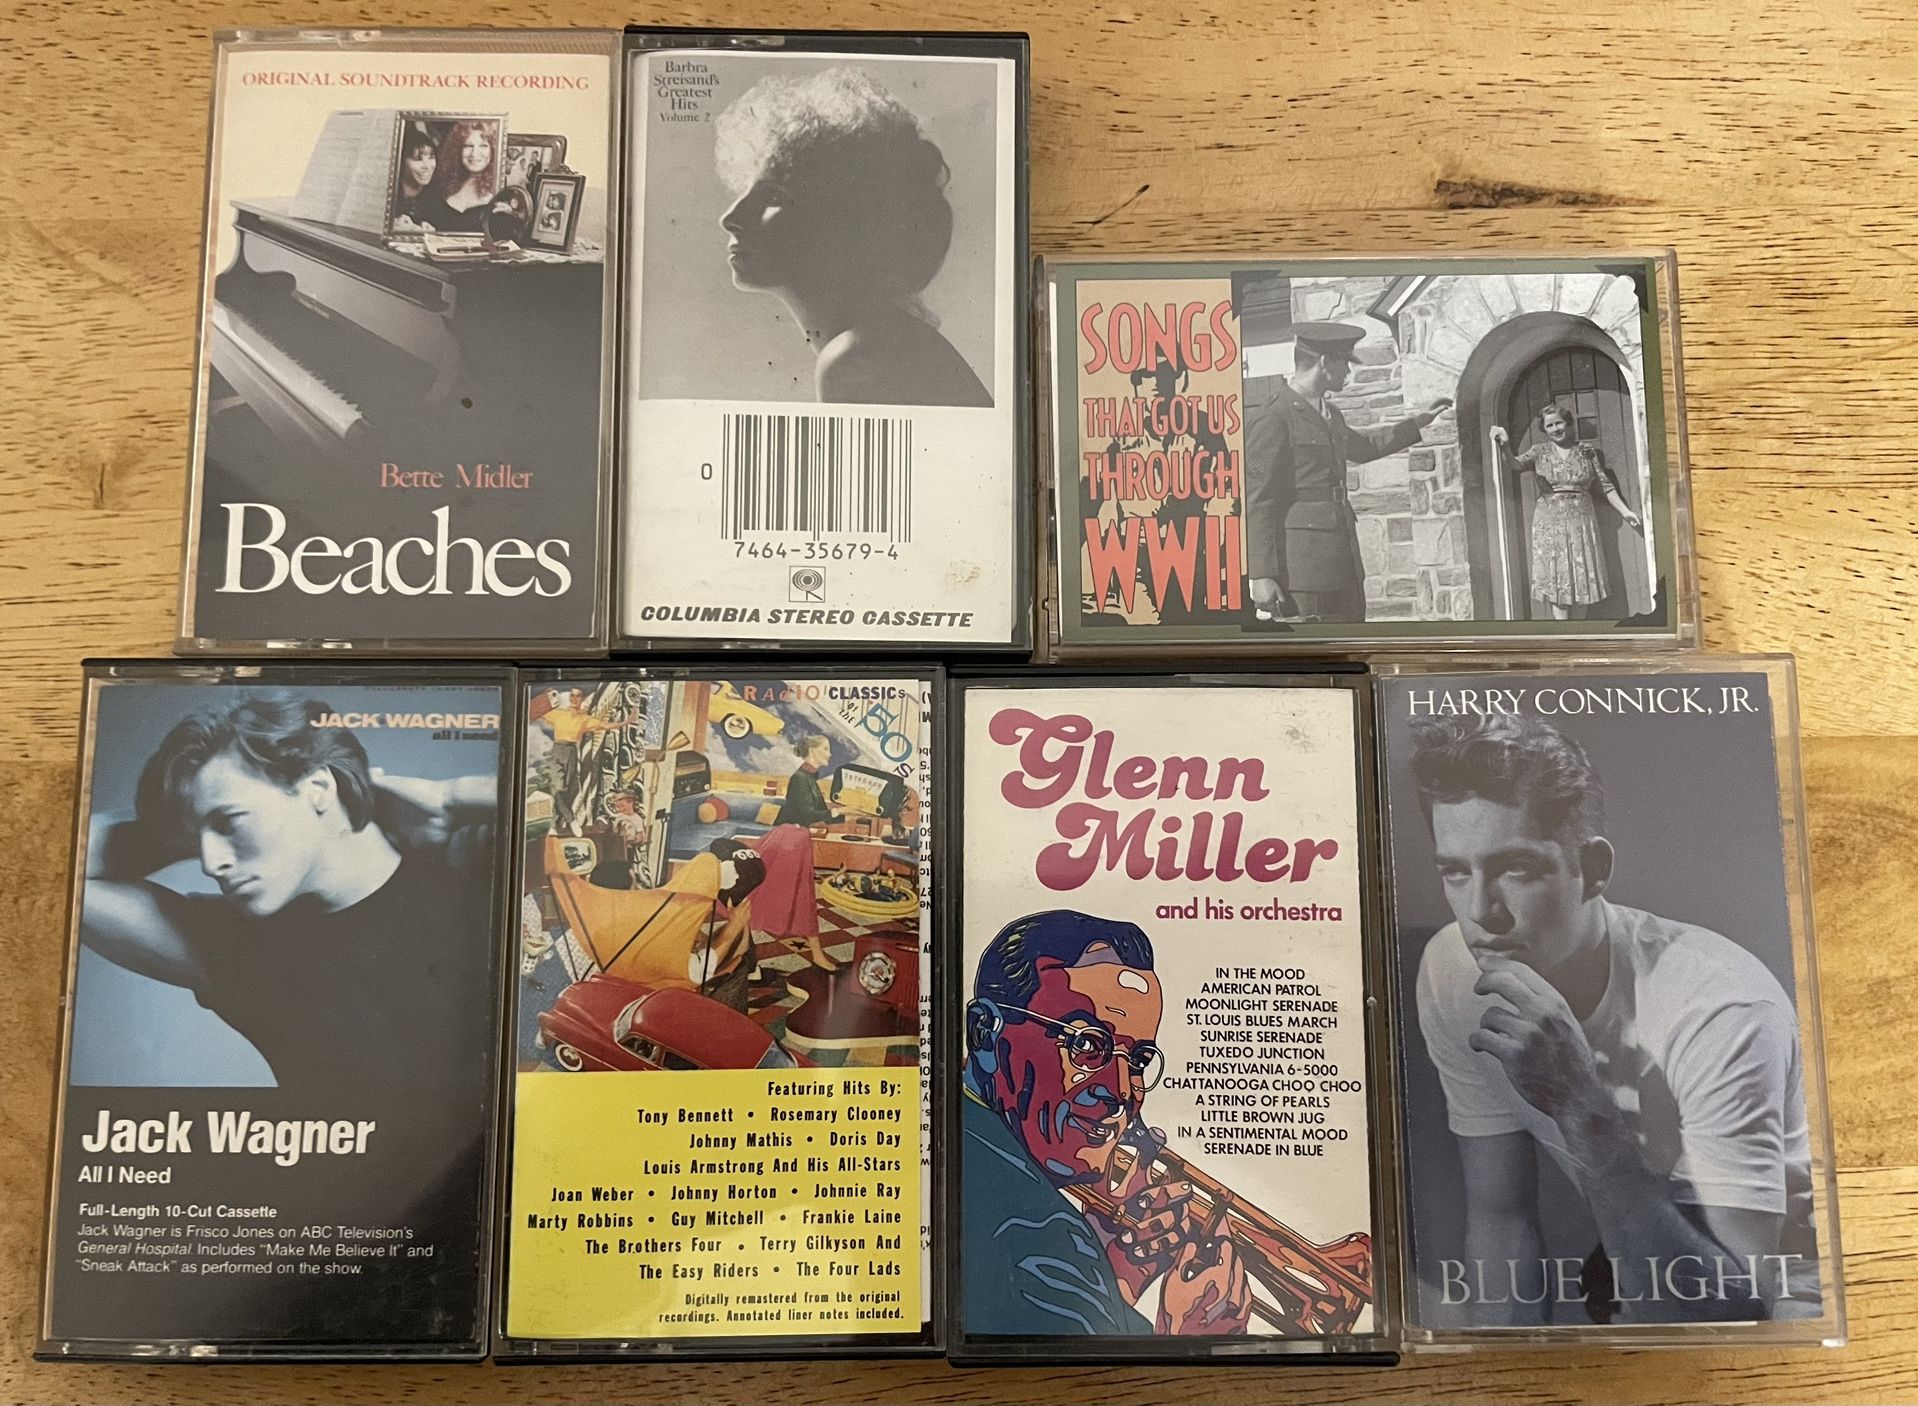 ORIGINAL SOUNDTRACK RECORDING
Bette Midler
Beaches
Barbra
Streisand's
Greatest
Hits
Volume 2
0
7464-35679-4
COLUMBIA STEREO CASSETTE
SONGS
THAT GOT US
THROUGH
WWII
JACK WAGNER
all I need
Jack Wagner
All I Need
Full-Length 10-Cut Cassette
Jack Wagner is Frisco Jones on ABC Television's
General Hospital. Includes "Make Me Believe It" and
"Sneak Attack" as performed on the show.
RADIO CLASSICS
of the
50s
Featuring Hits By:
Tony Bennett • Rosemary Clooney
Johnny Mathis • Doris Day
Louis Armstrong And His All-Stars
Joan Weber • Johnny Horton • Johnnie Ray
Marty Robbins • Guy Mitchell • Frankie Laine
The Brothers Four • Terry Gilkyson And
The Easy Riders • The Four Lads
Digitally remastered from the original
recordings. Annotated liner notes included.
Glenn
Miller
and his orchestra
IN THE MOOD
AMERICAN PATROL
MOONLIGHT SERENADE
ST. LOUIS BLUES MARCH
SUNRISE SERENADE
TUXEDO JUNCTION
PENNSYLVANIA 6-5000
CHATTANOOGA CHOO CHOO
A STRING OF PEARLS
LITTLE BROWN JUG
IN A SENTIMENTAL MOOD
SERENADE IN BLUE
HARRY CONNICK, JR.
BLUE LIGHT